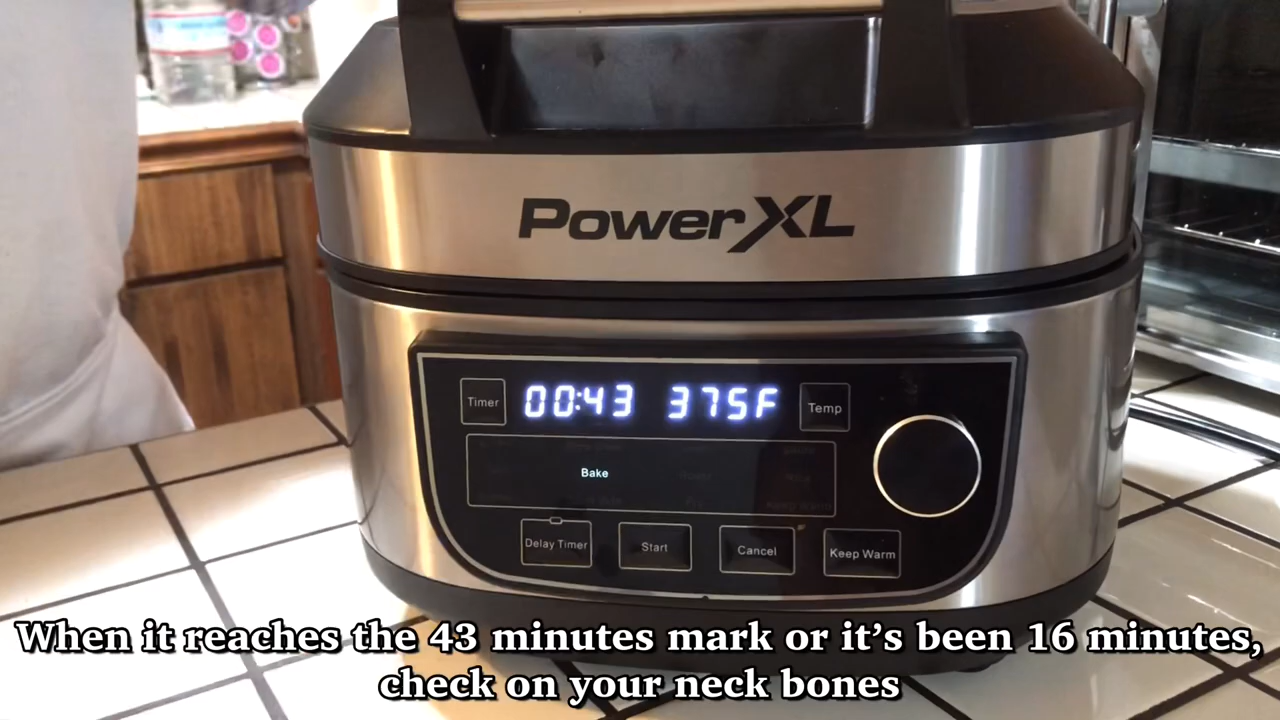 PowerXL
Timer 00:43 375F Temp
Bake
Delay Timer Start Cancel Keep Warm
When it reaches the 43 minutes mark or it’s been 16 minutes,
check on your neck bones